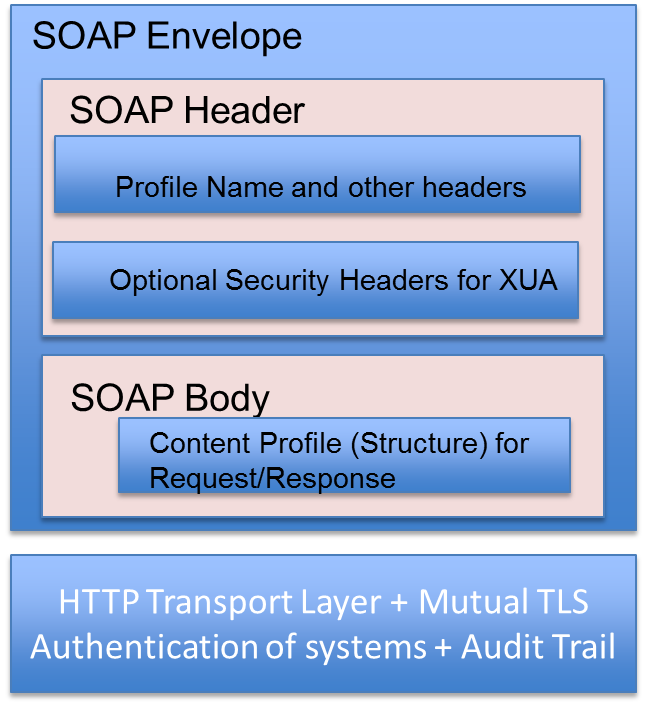 SOAP Envelope
SOAP Header
Profile Name and other headers
Optional Security Headers for XUA
SOAP Body
Content Profile (Structure) for
Request/Response
HTTP Transport Layer + Mutual TLS
Authentication of systems + Audit Trail